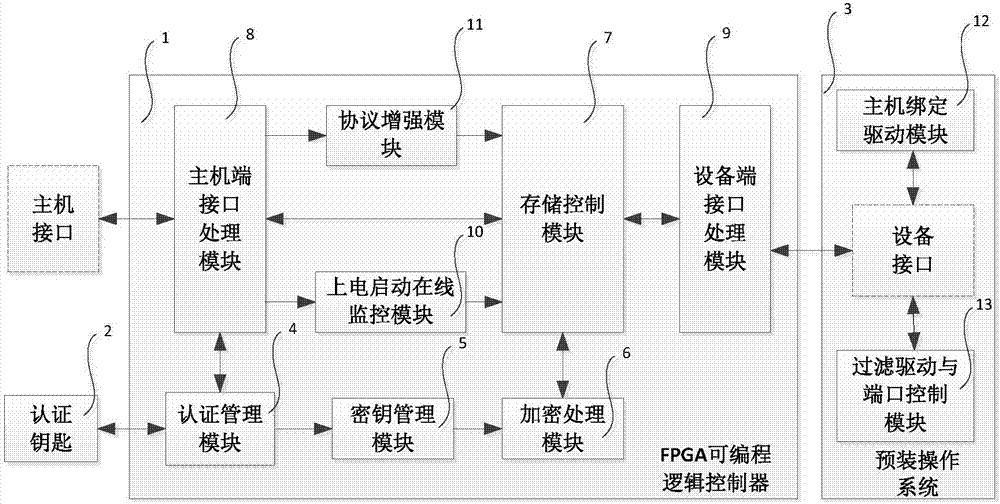 1
8
11
7
9
3
12
协议增强模
块
主机绑定
驱动模块
主机
接口
主机端
接口
处理
模块
存储控制
模块
设备端
接口
处理
模块
设备
接口
10
上电启动在线
监控模块
2
4
5
6
13
认证
钥匙
认证管理
模块
密钥管理
模块
加密处理
模块
过滤驱动与
端口控制
模块
FPGA可编程
逻辑控制器
预装操作
系统